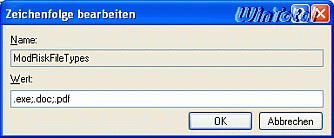 Zeichenfolge bearbeiten
WinTotal
Name:
ModRiskFileTypes
Wert:
.exe;.doc;.pdf
OK
Abbrechen